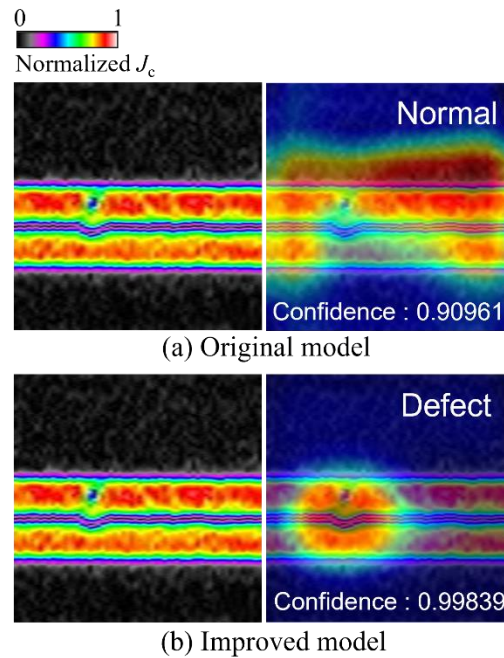 0 1
Normalized Jc
Normal
Confidence : 0.90961
(a) Original model
Defect
Confidence : 0.99839
(b) Improved model